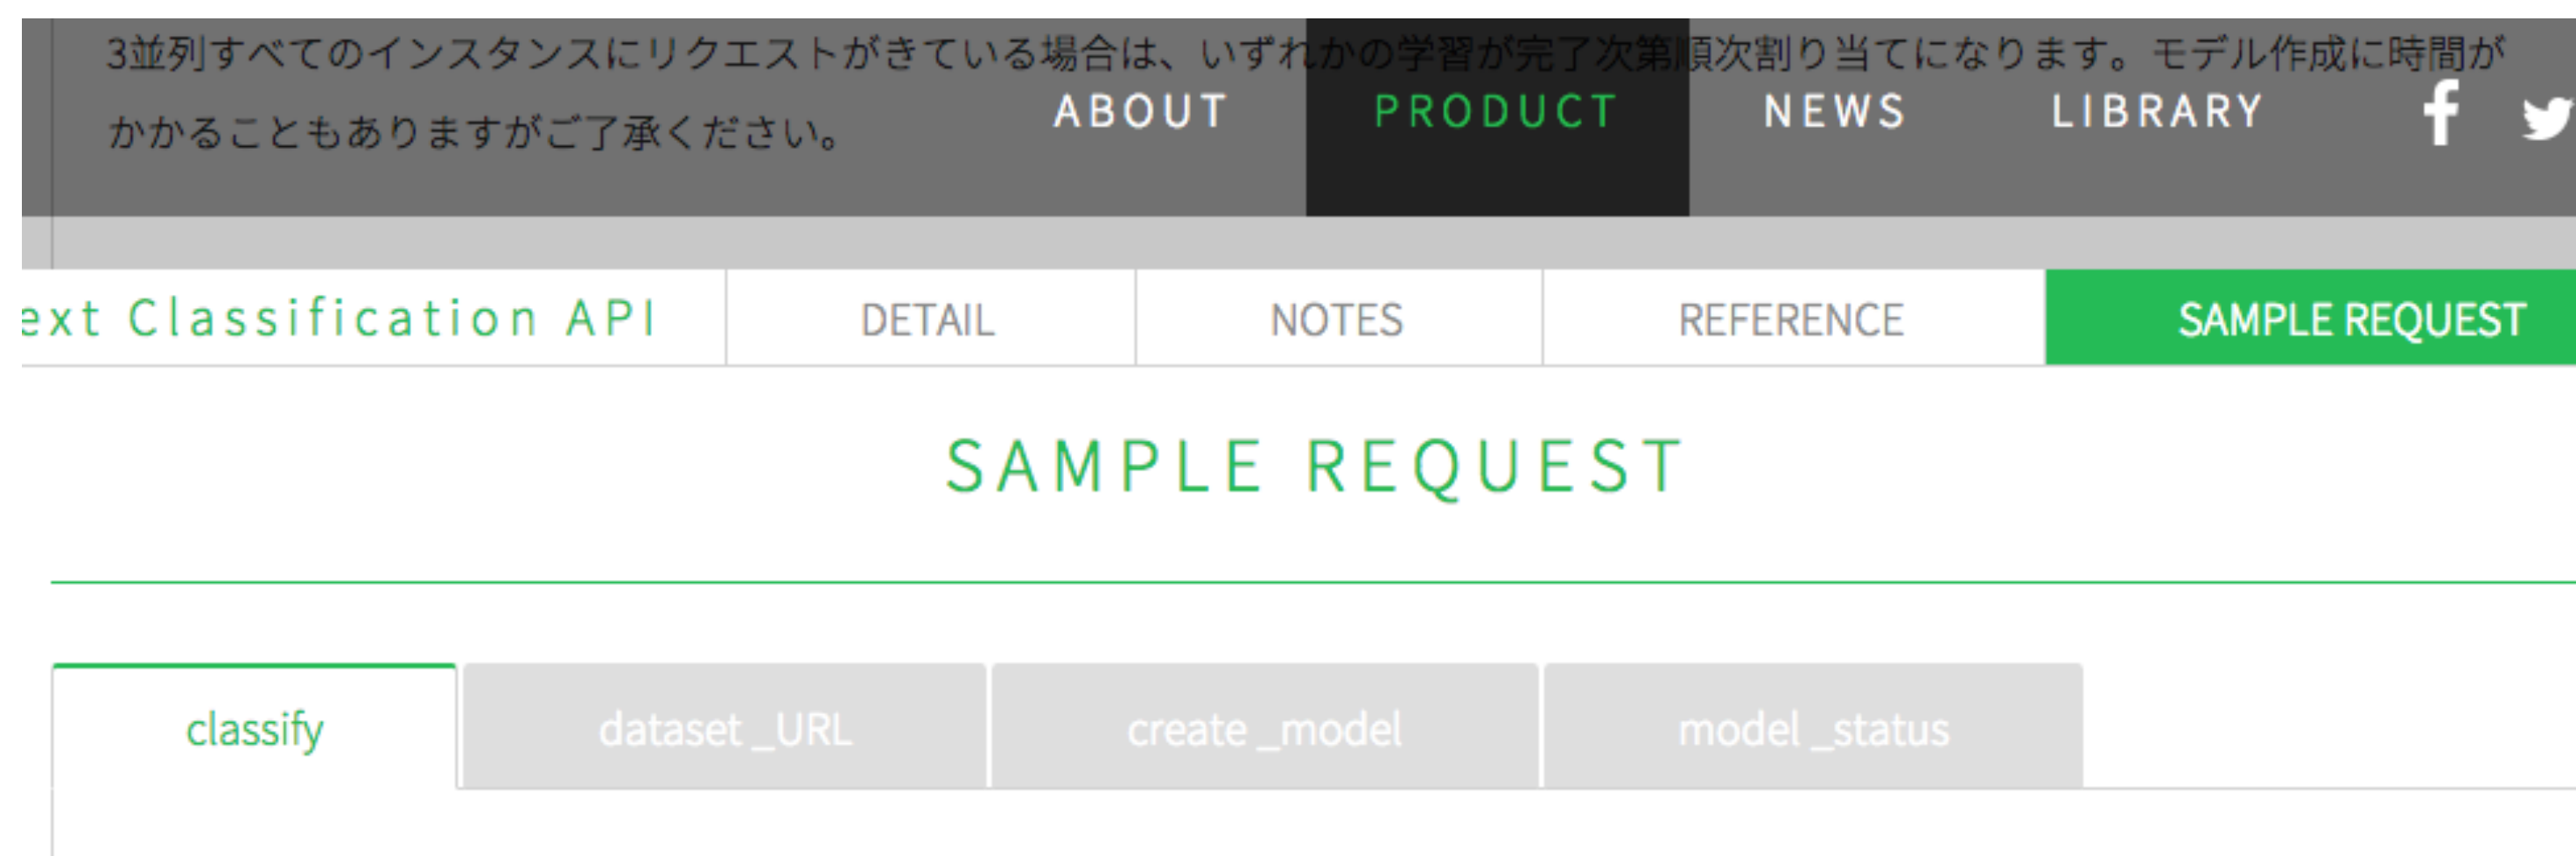 3並列すべてのインスタンスにリクエストがきている場合は、いずれかの学習が完了次第順次割り当てになります。モデル作成に時間が
かかることもありますがご了承ください。
ABOUT PRODUCT NEWS LIBRARY
ext Classification API DETAIL NOTES REFERENCE SAMPLE REQUEST
SAMPLE REQUEST
classify dataset _URL create _model model _status